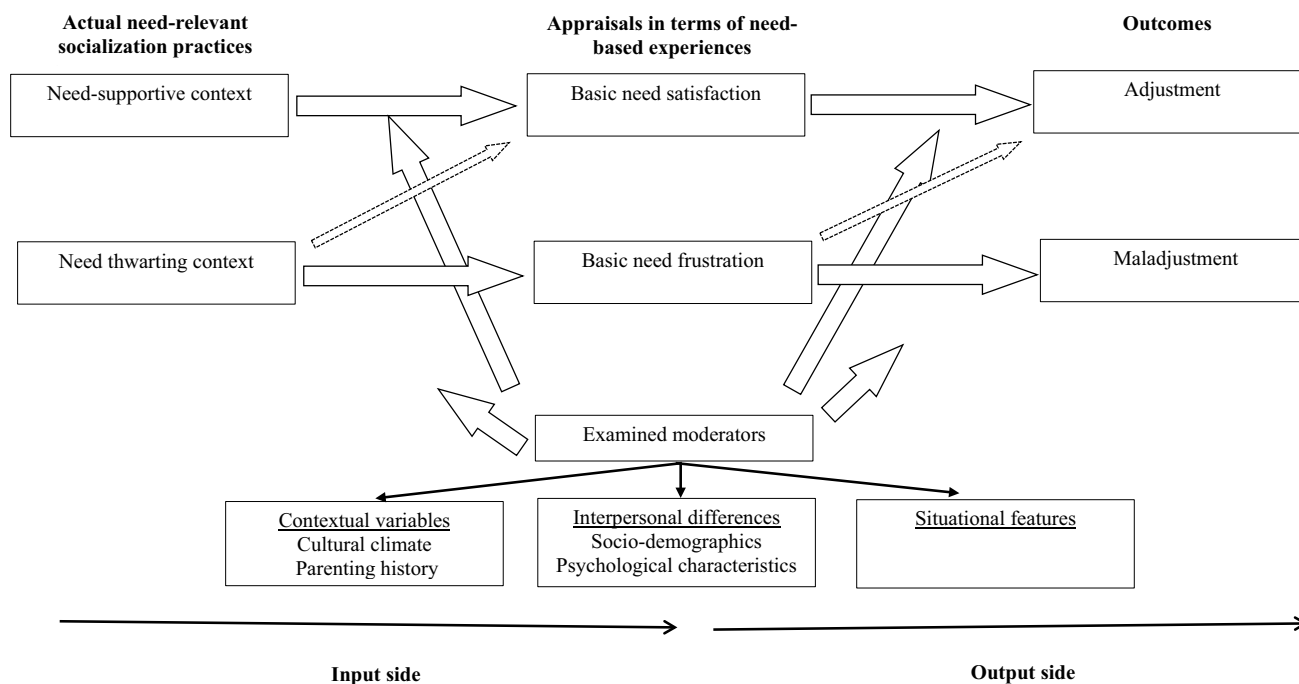 Actual need-relevant
socialization practices
Appraisals in terms of need-
based experiences
Outcomes
Need-supportive context
Basic need satisfaction
Adjustment
Need thwarting context
Basic need frustration
Maladjustment
Examined moderators
Contextual variables
Cultural climate
Parenting history
Interpersonal differences
Socio-demographics
Psychological characteristics
Situational features
Input side
Output side